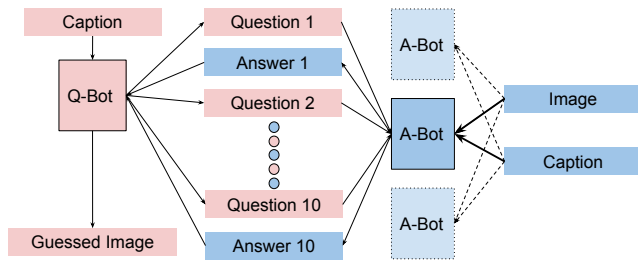 Caption
Question 1
A-Bot
Answer 1
Q-Bot
Question 2
Image
A-Bot
Caption
Question 10
A-Bot
Guessed Image
Answer 10